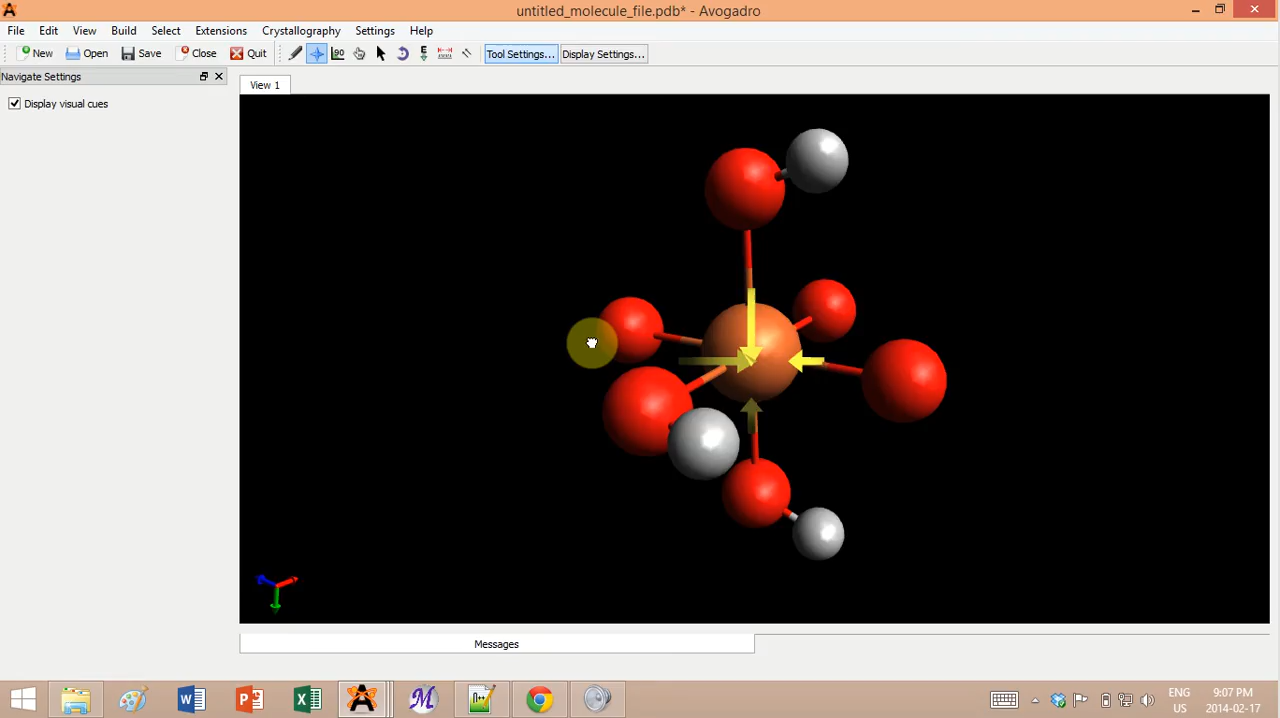 untitled_molecule_file.pdb* - Avogadro
File Edit View Build Select Extensions Crystallography Settings Help
New Open Save Close Quit 90 E Tool Settings... Display Settings...
Navigate Settings
View 1
Display visual cues
Messages
ENG 9:07 PM
US 2014-02-17